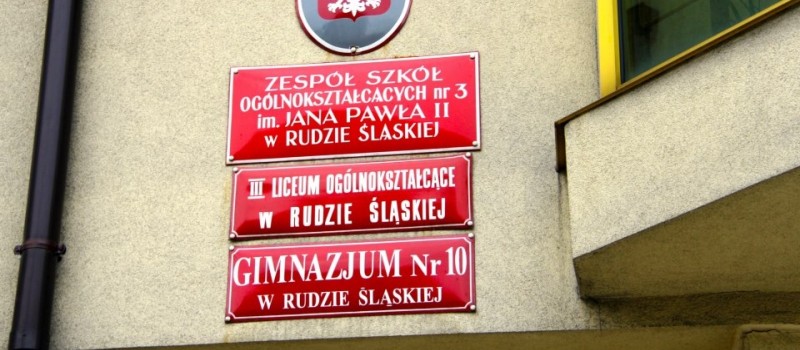 ZESPÓŁ SZKÓŁ
OGÓLNOKSZTAŁCĄCYCH nr 3
im. JANA PAWŁA II
W RUDZIE ŚLĄSKIEJ
III LICEUM OGÓLNOKSZTAŁCĄCE
W RUDZIE ŚLĄSKIEJ
GIMNAZJUM Nr 10
W RUDZIE ŚLĄSKIEJ